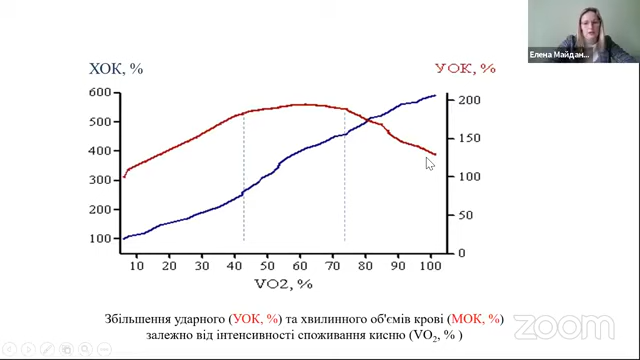 Елена Майдан...
ХОК, %
УОК, %
600
500
400
300
200
100
200
150
100
50
0
10 20 30 40 50 60 70 80 90 100
VO2, %
Збільшення ударного (УОК, %) та хвилинного об'ємів крові (МОК, %)
залежно від інтенсивності споживання кисню (VO2, % )
zoom